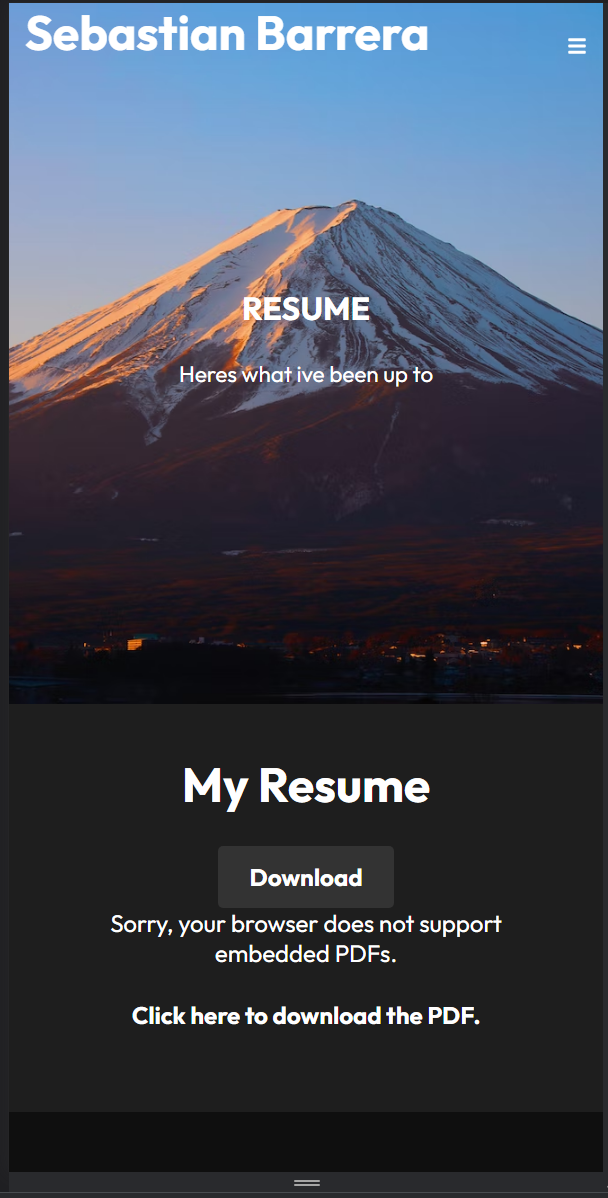 Sebastian Barrera
RESUME
Heres what ive been up to
My Resume
Download
Sorry, your browser does not support
embedded PDFs.
Click here to download the PDF.